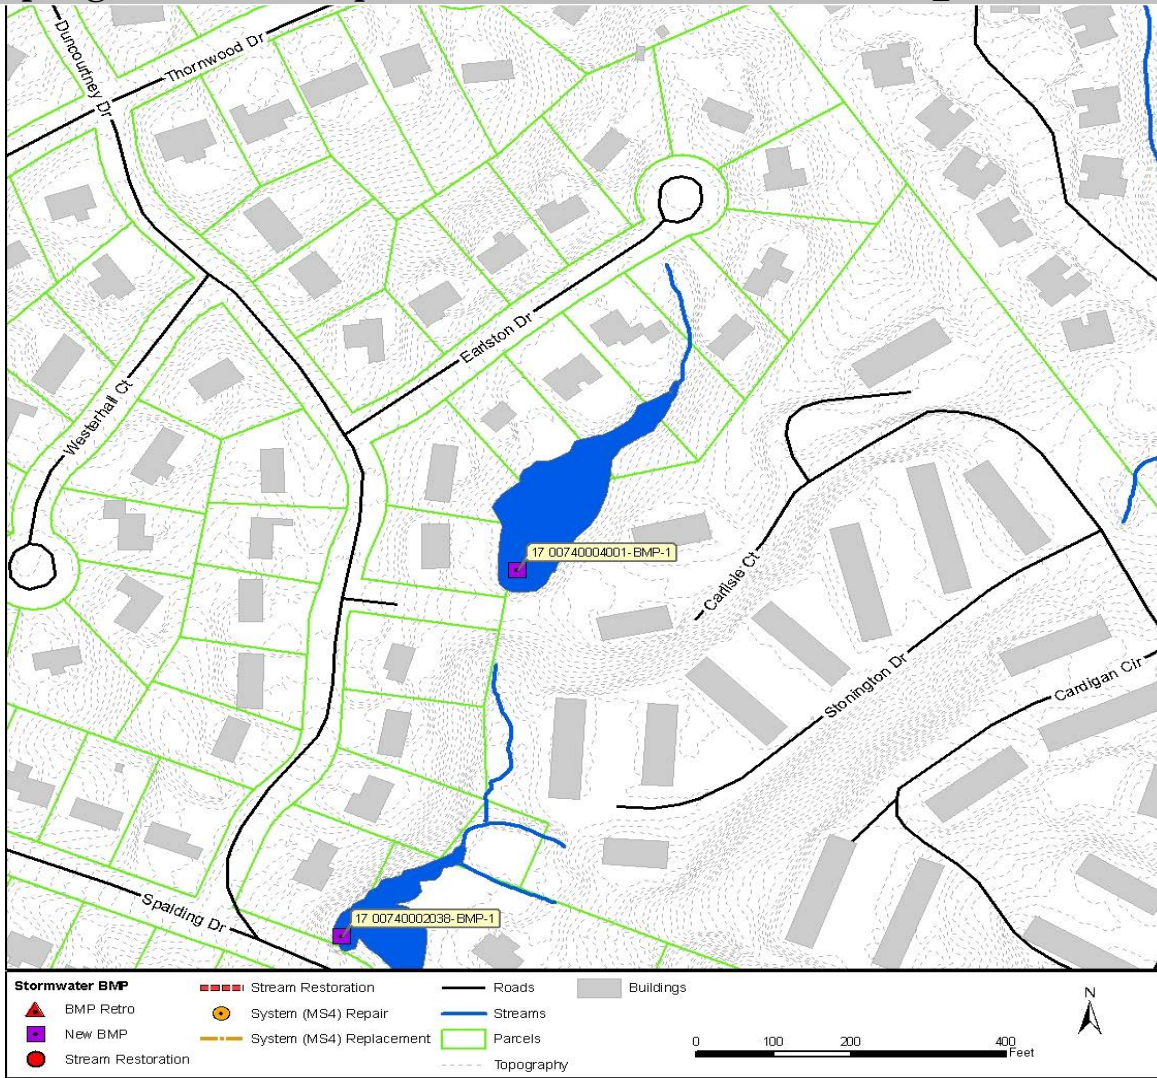 Duncourtney Dr
Thornwood Dr
Earlston Dr
Westerhall Ct
17 00740004001-BMP-1
Carlisle Ct
Stonington Dr
Cardigan Cir
17 00740002038-BMP-1
Spalding Dr
Stormwater BMP
BMP Retro
New BMP
Stream Restoration
Stream Restoration
System (MS4) Repair
System (MS4) Replacement
Roads
Streams
Parcels
Topography
Buildings
N
0 100 200 400
Feet